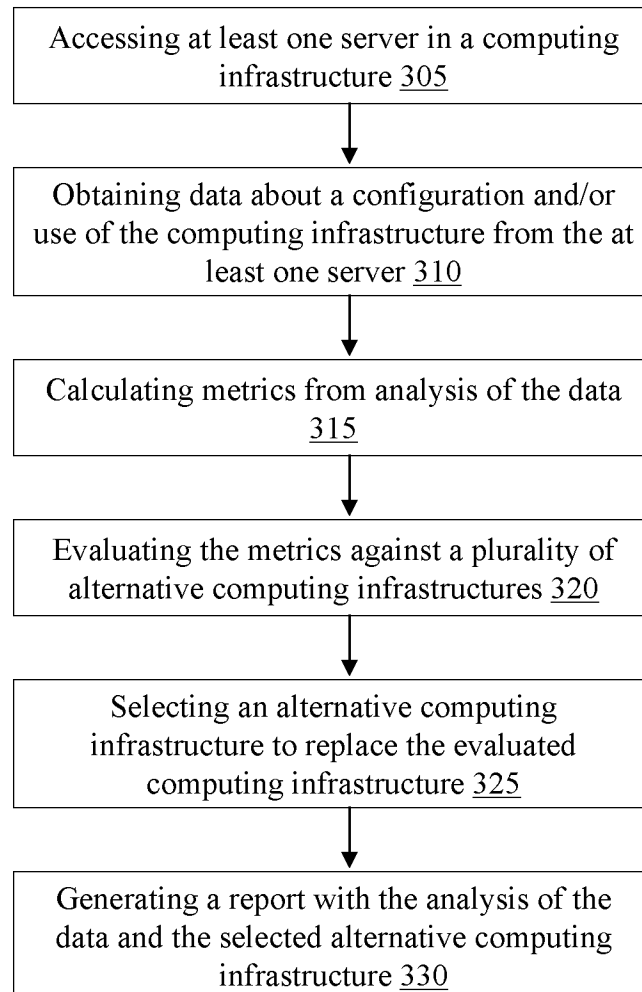 Accessing at least one server in a computing
infrastructure 305
Obtaining data about a configuration and/or
use of the computing infrastructure from the at
least one server 310
Calculating metrics from analysis of the data
315
Evaluating the metrics against a plurality of
alternative computing infrastructures 320
Selecting an alternative computing
infrastructure to replace the evaluated
computing infrastructure 325
Generating a report with the analysis of the
data and the selected alternative computing
infrastructure 330